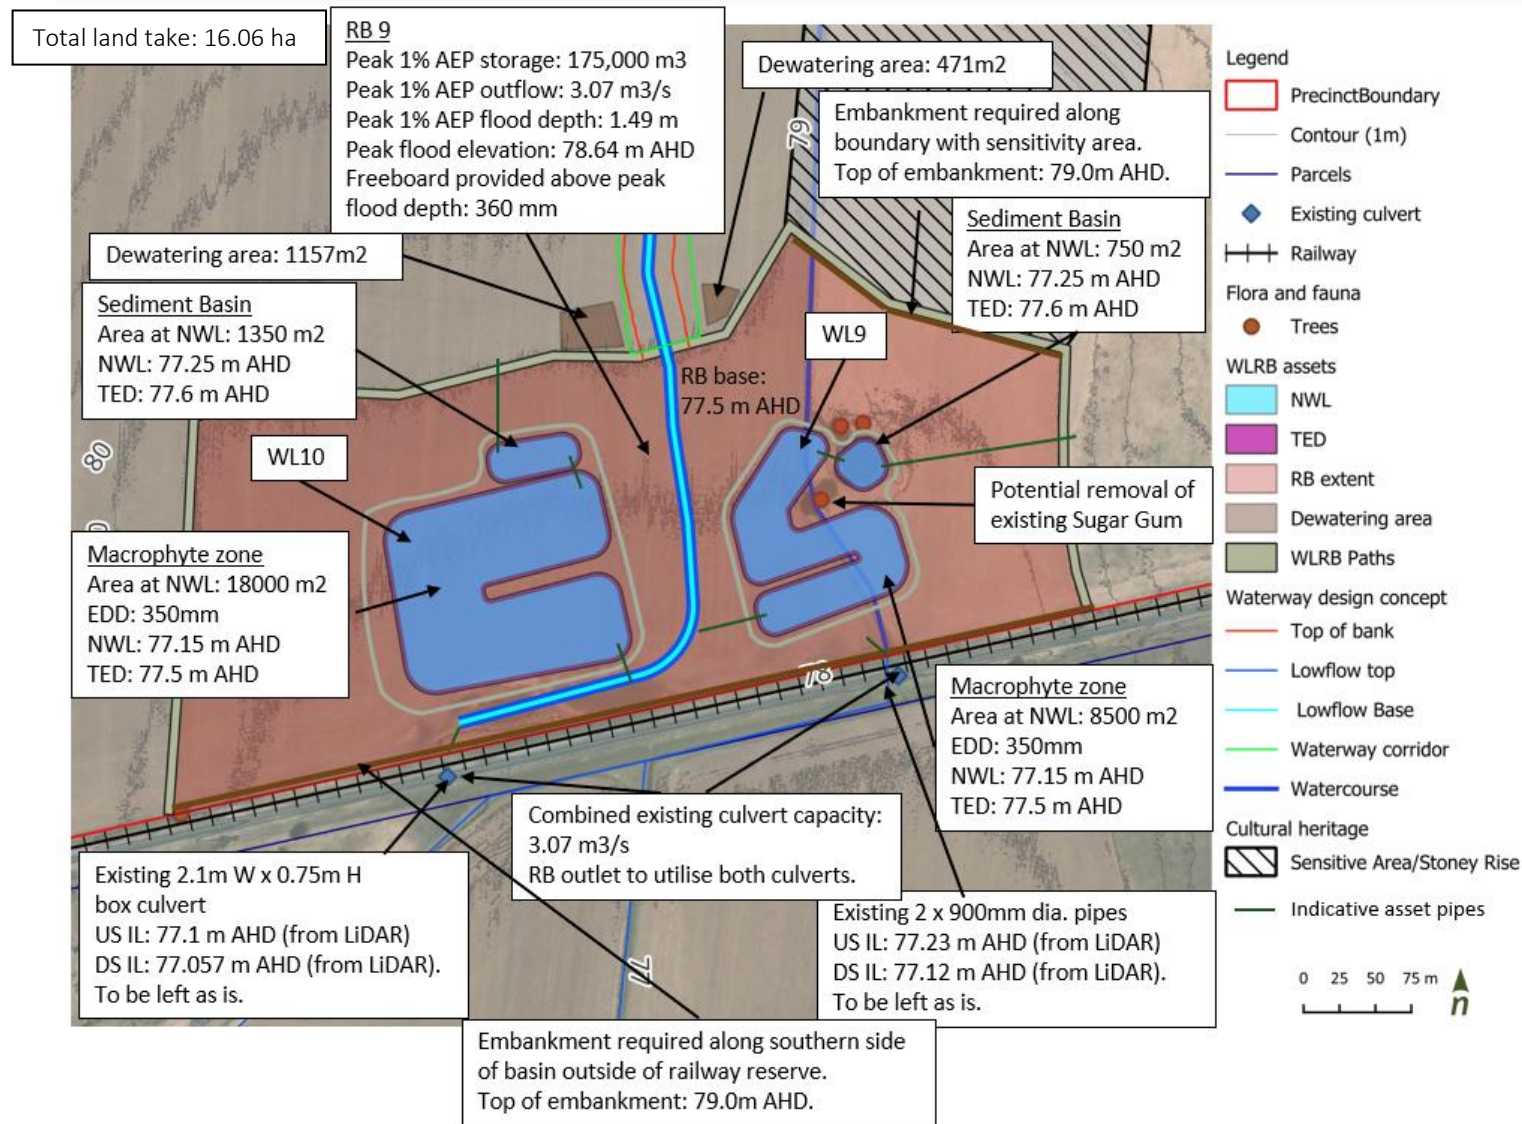 Total land take: 16.06 ha
RB 9
Peak 1% AEP storage: 175,000 m3
Peak 1% AEP outflow: 3.07 m3/s
Peak 1% AEP flood depth: 1.49 m
Peak flood elevation: 78.64 m AHD
Freeboard provided above peak
flood depth: 360 mm
Dewatering area: 471m2
Embankment required along
boundary with sensitivity area.
Top of embankment: 79.0m AHD.
79
Dewatering area: 1157m2
Sediment Basin
Area at NWL: 1350 m2
NWL: 77.25 m AHD
TED: 77.6 m AHD
Sediment Basin
Area at NWL: 750 m2
NWL: 77.25 m AHD
TED: 77.6 m AHD
WL9
RB base:
77.5 m AHD
WL10
80
Potential removal of
existing Sugar Gum
Macrophyte zone
Area at NWL: 18000 m2
EDD: 350mm
NWL: 77.15 m AHD
TED: 77.5 m AHD
78
Macrophyte zone
Area at NWL: 8500 m2
EDD: 350mm
NWL: 77.15 m AHD
TED: 77.5 m AHD
Combined existing culvert capacity:
3.07 m3/s
RB outlet to utilise both culverts.
Existing 2.1m W x 0.75m H
box culvert
US IL: 77.1 m AHD (from LiDAR)
DS IL: 77.057 m AHD (from LiDAR).
To be left as is.
Existing 2 x 900mm dia. pipes
US IL: 77.23 m AHD (from LiDAR)
DS IL: 77.12 m AHD (from LiDAR).
To be left as is.
77
Embankment required along southern side
of basin outside of railway reserve.
Top of embankment: 79.0m AHD.
Legend
PrecinctBoundary
Contour (1m)
Parcels
Existing culvert
Railway
Flora and fauna
Trees
WLRB assets
NWL
TED
RB extent
Dewatering area
WLRB Paths
Waterway design concept
Top of bank
Lowflow top
Lowflow Base
Waterway corridor
Watercourse
Cultural heritage
Sensitive Area/Stoney Rise
Indicative asset pipes
0 25 50 75 m
n